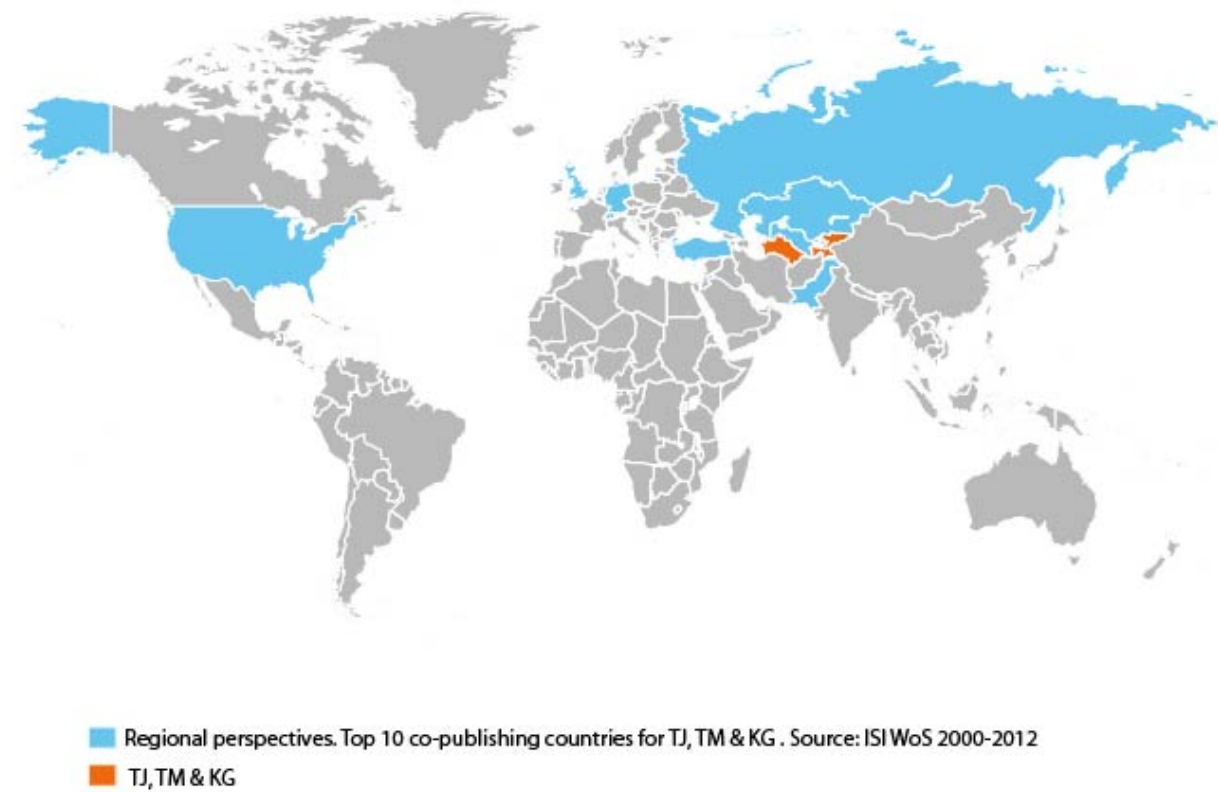 Regional perspectives. Top 10 co-publishing countries for TJ, TM & KG . Source: ISI WoS 2000-2012
TJ, TM & KG